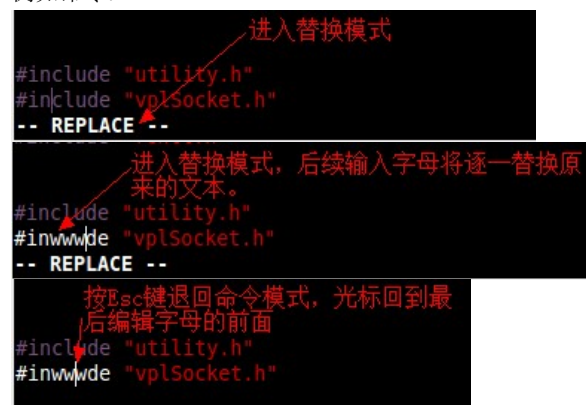 进入替换模式
#include "utility.h"
#include "vplSocket.h"
-- REPLACE --
进入替换模式，后续输入字母将逐一替换原
来的文本。
#include "utility.h"
#inwwwde "vplSocket.h"
-- REPLACE --
按Esc键退回命令模式，光标回到最
后编辑字母的前面
#include "utility.h"
#inwwwde "vplSocket.h"